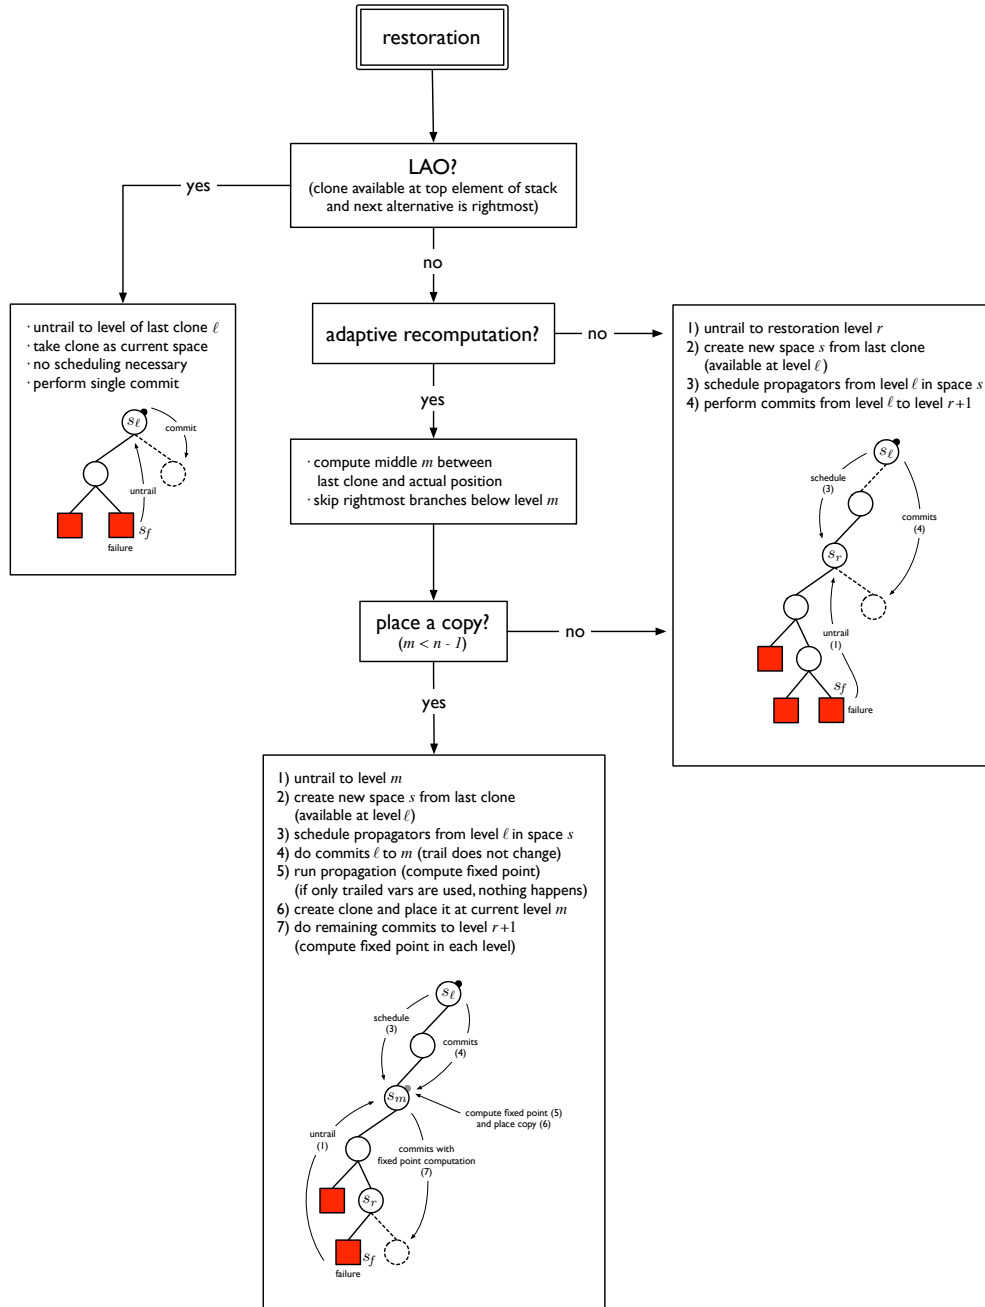 restoration
LAO?
(clone available at top element of stack
and next alternative is rightmost)
yes
no
· untrail to level of last clone ℓ
· take clone as current space
· no scheduling necessary
· perform single commit
sℓ
commit
untrail
sf
failure
adaptive recomputation?
no
yes
1) untrail to restoration level r
2) create new space s from last clone
(available at level ℓ)
3) schedule propagators from level ℓ in space s
4) perform commits from level ℓ to level r+1
sℓ
schedule
(3)
commits
(4)
sr
untrail
(1)
sf
failure
· compute middle m between
last clone and actual position
· skip rightmost branches below level m
place a copy?
(m < n - 1)
no
yes
1) untrail to level m
2) create new space s from last clone
(available at level ℓ)
3) schedule propagators from level ℓ in space s
4) do commits ℓ to m (trail does not change)
5) run propagation (compute fixed point)
(if only trailed vars are used, nothing happens)
6) create clone and place it at current level m
7) do remaining commits to level r+1
(compute fixed point in each level)
sℓ
schedule
(3)
commits
(4)
sm
compute fixed point (5)
and place copy (6)
untrail
(1)
commits with
fixed point computation
(7)
sr
sf
failure